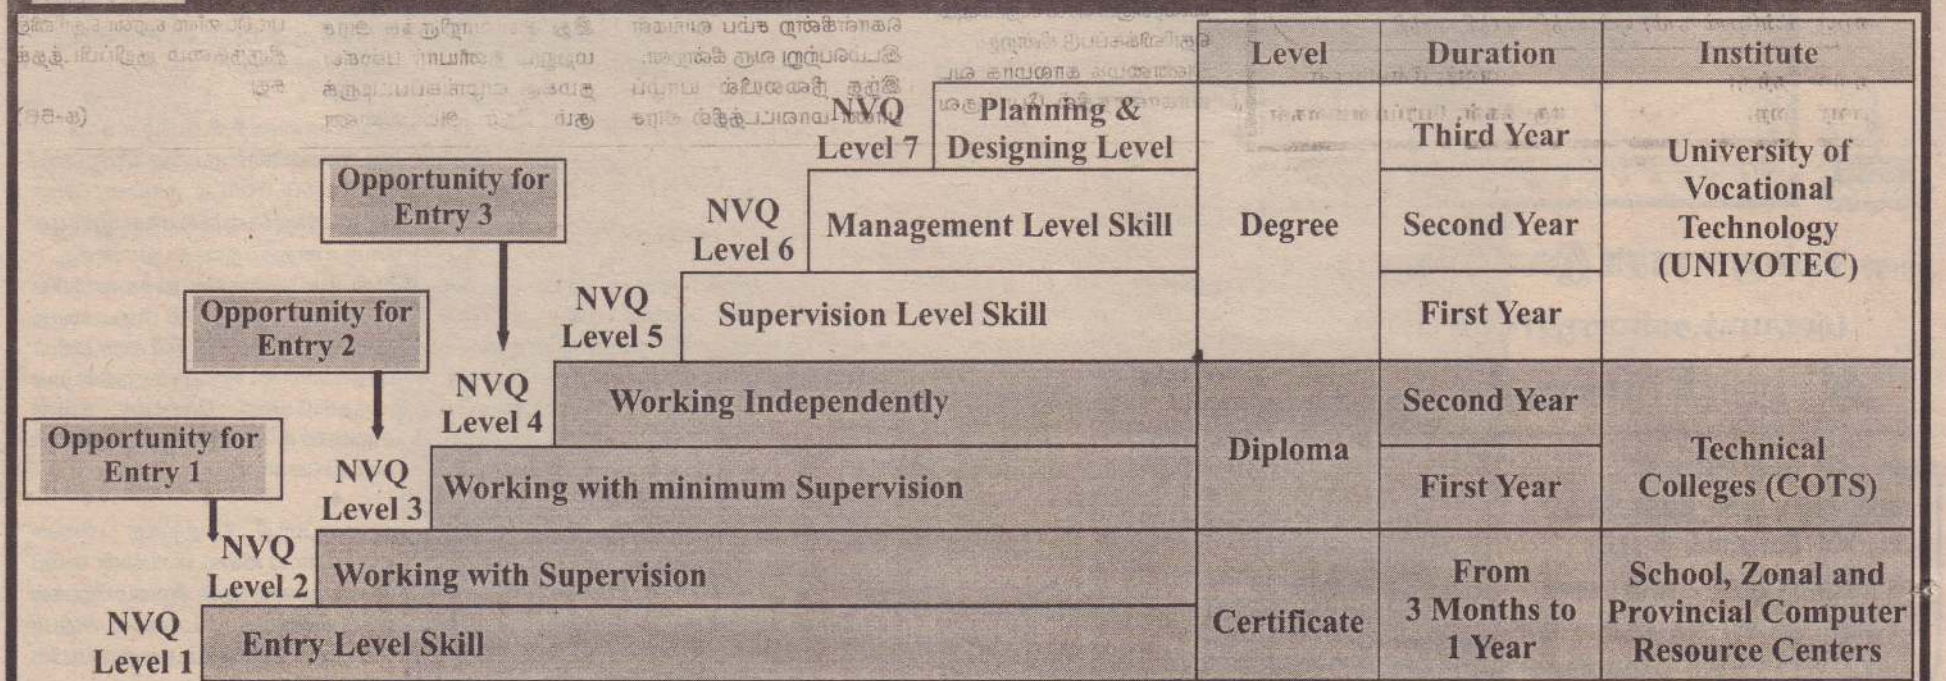 Level
Duration
Institute
NVQ
Level 7
Planning &
Designing Level
Third Year
University of
Vocational
Technology
(UNIVOTEC)
Opportunity for
Entry 3
NVQ
Level 6
Management Level Skill
Degree
Second Year
NVQ
Level 5
Supervision Level Skill
First Year
Opportunity for
Entry 2
NVQ
Level 4
Working Independently
Diploma
Second Year
Technical
Colleges (COTS)
Opportunity for
Entry 1
NVQ
Level 3
Working with minimum Supervision
First Year
NVQ
Level 2
Working with Supervision
Certificate
From
3 Months to
1 Year
School, Zonal and
Provincial Computer
Resource Centers
NVQ
Level 1
Entry Level Skill